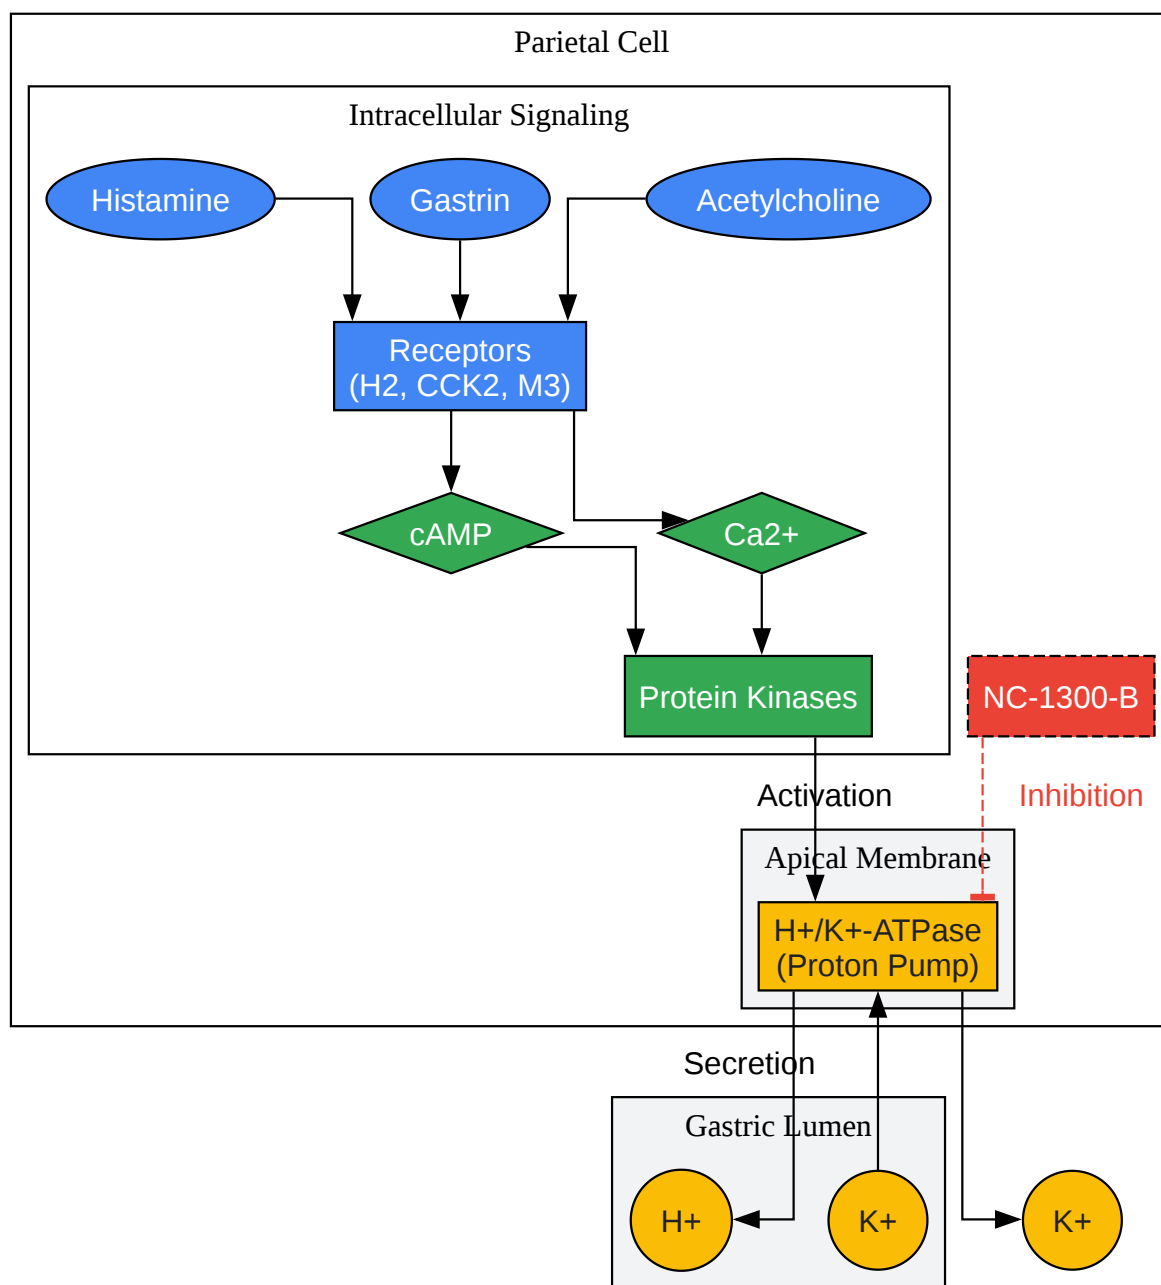 Parietal Cell
Intracellular Signaling
Histamine
Gastrin
Acetylcholine
Receptors
(H2, CCK2, M3)
cAMP
Ca2+
Protein Kinases
NC-1300-B
Activation
Inhibition
Apical Membrane
H+/K+-ATPase
(Proton Pump)
Secretion
Gastric Lumen
H+
K+
K+